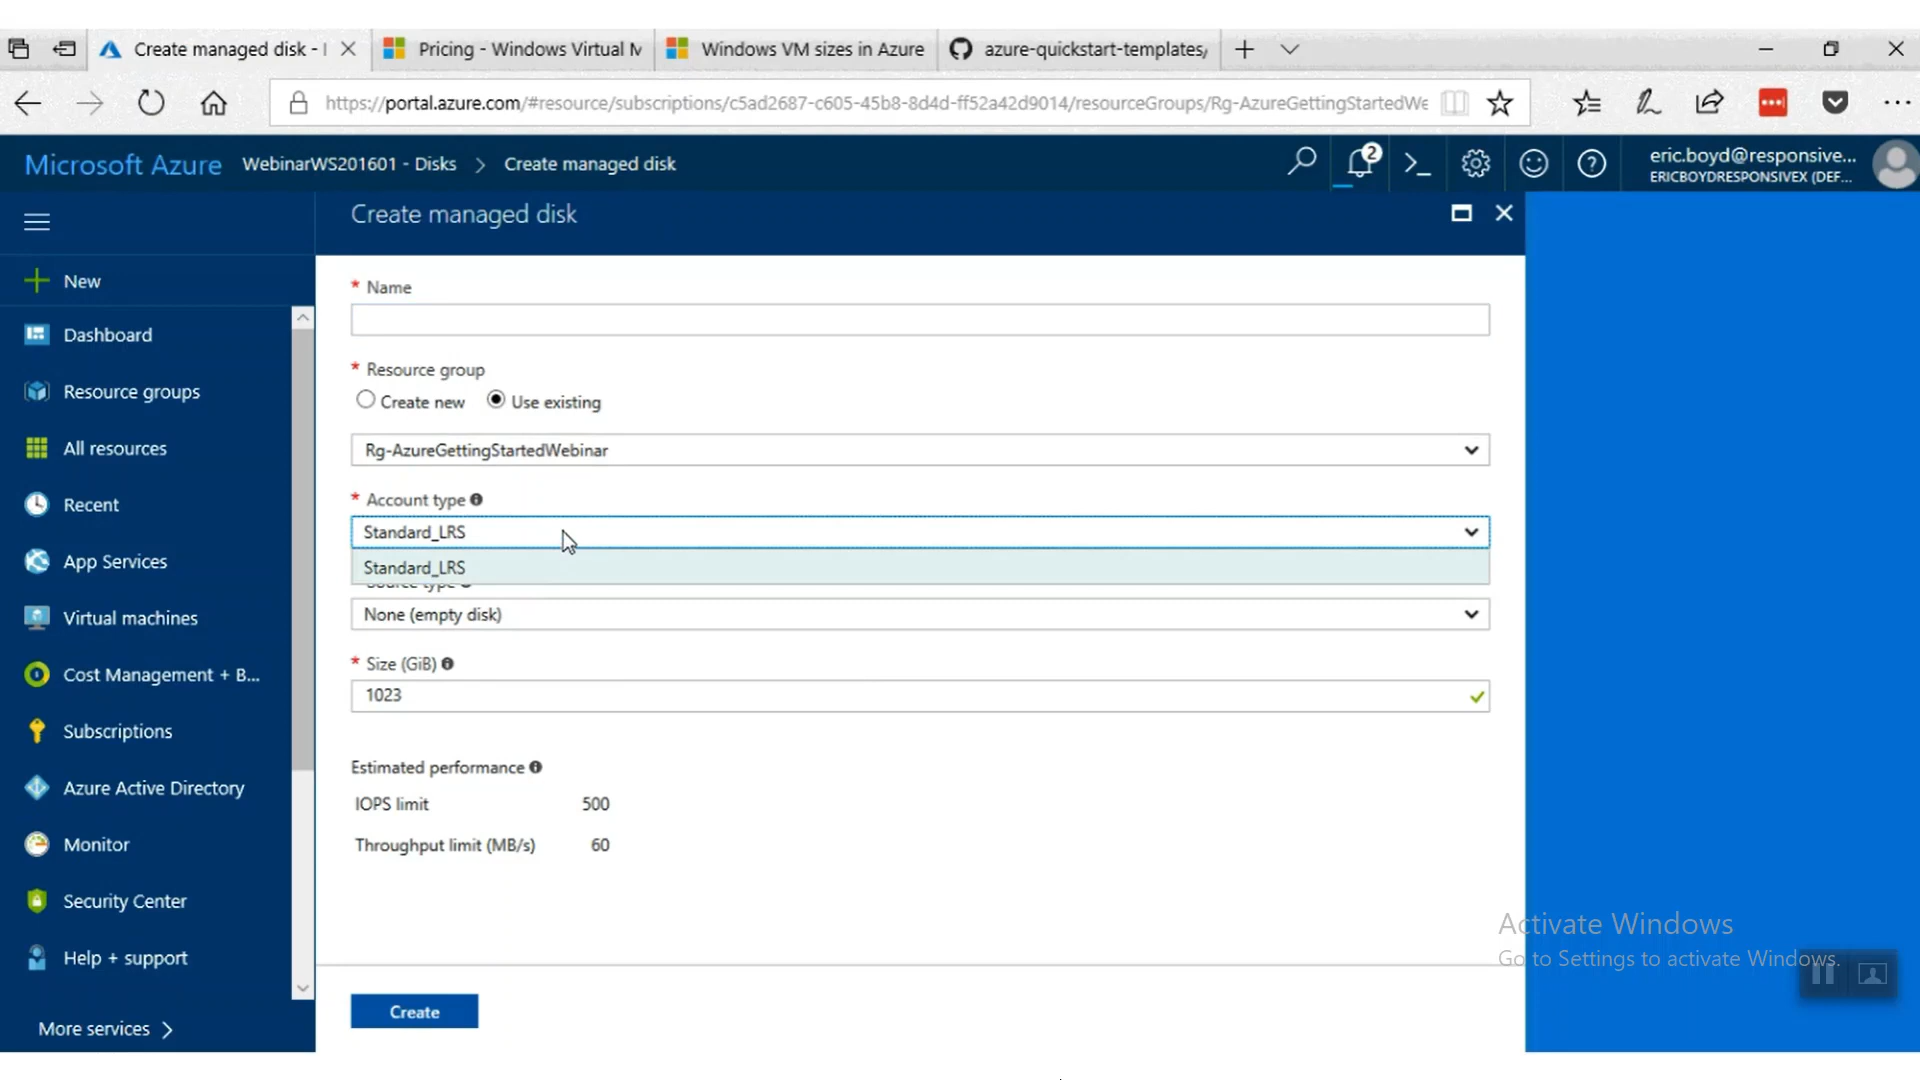 Create managed disk - I
Pricing - Windows Virtual M
Windows VM sizes in Azure
azure-quickstart-templates/
https://portal.azure.com/#resource/subscriptions/c5ad2687-c605-45b8-8d4d-ff52a42d9014/resourceGroups/Rg-AzureGettingStartedWe
Microsoft Azure WebinarWS201601 - Disks > Create managed disk
2
eric.boyd@responsive...
ERICBOYDRESPONSIVEX (DEF...
Create managed disk
New
Dashboard
Resource groups
All resources
Recent
App Services
Virtual machines
Cost Management + B...
Subscriptions
Azure Active Directory
Monitor
Security Center
Help + support
More services >
* Name
* Resource group
Create new Use existing
Rg-AzureGettingStartedWebinar
* Account type
Standard_LRS
Standard_LRS
Source type
None (empty disk)
* Size (GiB)
1023
Estimated performance
IOPS limit 500
Throughput limit (MB/s) 60
Create
Activate Windows
Go to Settings to activate Windows.